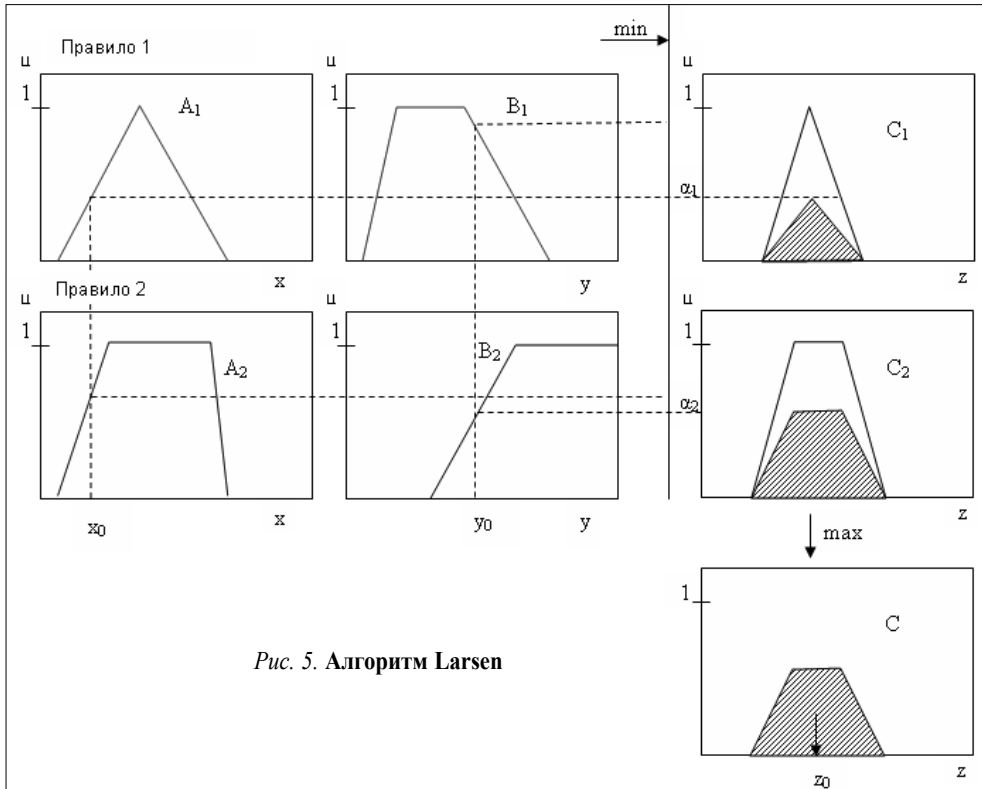 min
Правило 1
u
u
u
1
A₁
1
B₁
1
C₁
α₁
x
y
z
Правило 2
u
u
u
1
A₂
1
B₂
1
C₂
α₂
x₀
x
y₀
y
z
max
1
C
Рис. 5. Алгоритм Larsen
z₀
z